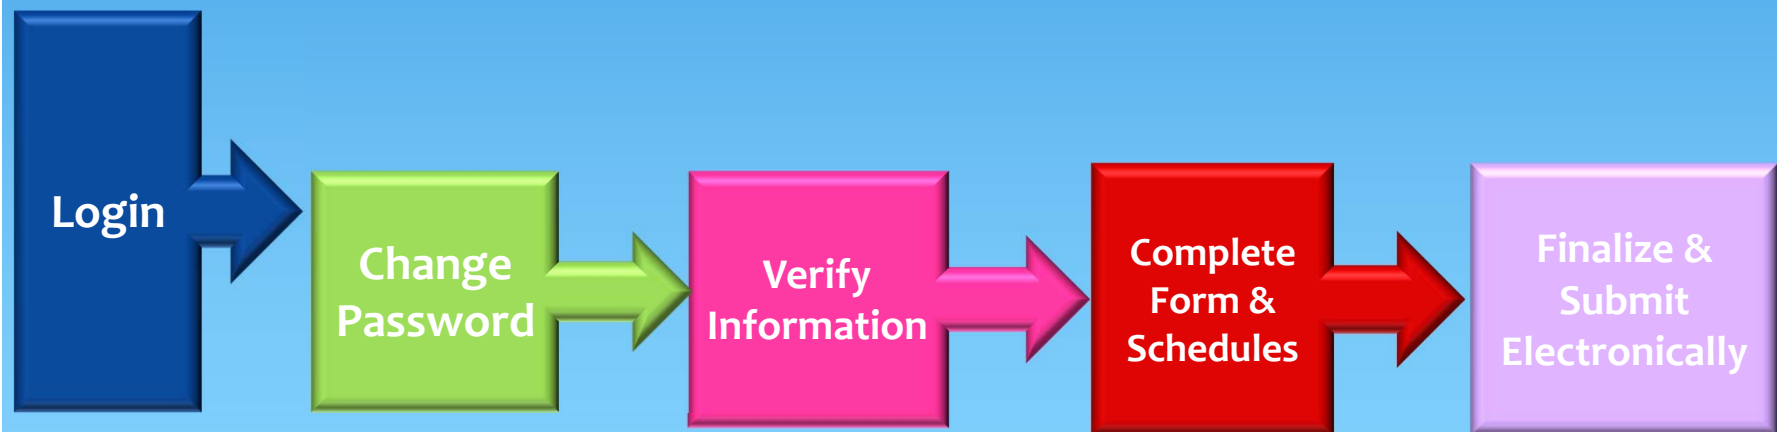 Login
Change
Password
Verify
Information
Complete
Form &
Schedules
Finalize &
Submit
Electronically